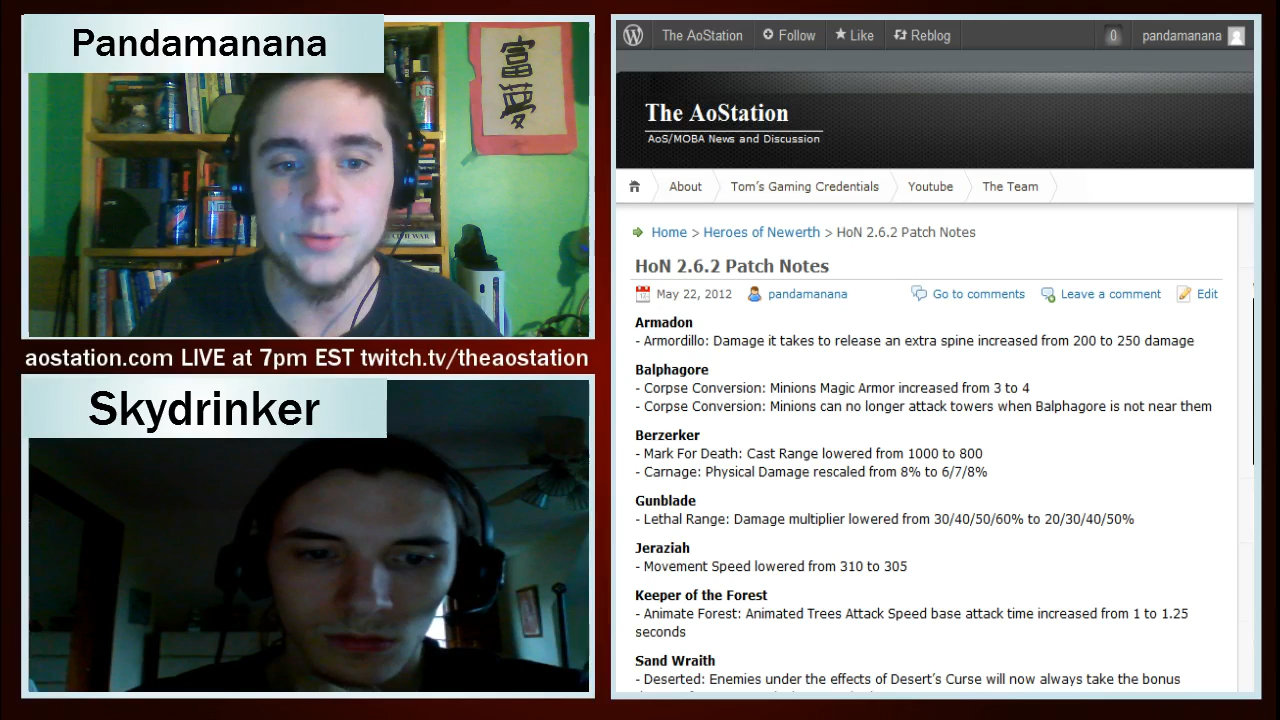 Pandamanana
富
夢
CIVIL WAR
aostation.com LIVE at 7pm EST twitch.tv/theaostation
Skydrinker
The AoStation Follow Like Reblog 0 pandamanana
The AoStation
AoS/MOBA News and Discussion
About Tom's Gaming Credentials Youtube The Team
Home > Heroes of Newerth > HoN 2.6.2 Patch Notes
HoN 2.6.2 Patch Notes
May 22, 2012 pandamanana Go to comments Leave a comment Edit
Armadon
- Armordillo: Damage it takes to release an extra spine increased from 200 to 250 damage
Balphagore
- Corpse Conversion: Minions Magic Armor increased from 3 to 4
- Corpse Conversion: Minions can no longer attack towers when Balphagore is not near them
Berzerker
- Mark For Death: Cast Range lowered from 1000 to 800
- Carnage: Physical Damage rescaled from 8% to 6/7/8%
Gunblade
- Lethal Range: Damage multiplier lowered from 30/40/50/60% to 20/30/40/50%
Jeraziah
- Movement Speed lowered from 310 to 305
Keeper of the Forest
- Animate Forest: Animated Trees Attack Speed base attack time increased from 1 to 1.25
seconds
Sand Wraith
- Deserted: Enemies under the effects of Desert's Curse will now always take the bonus